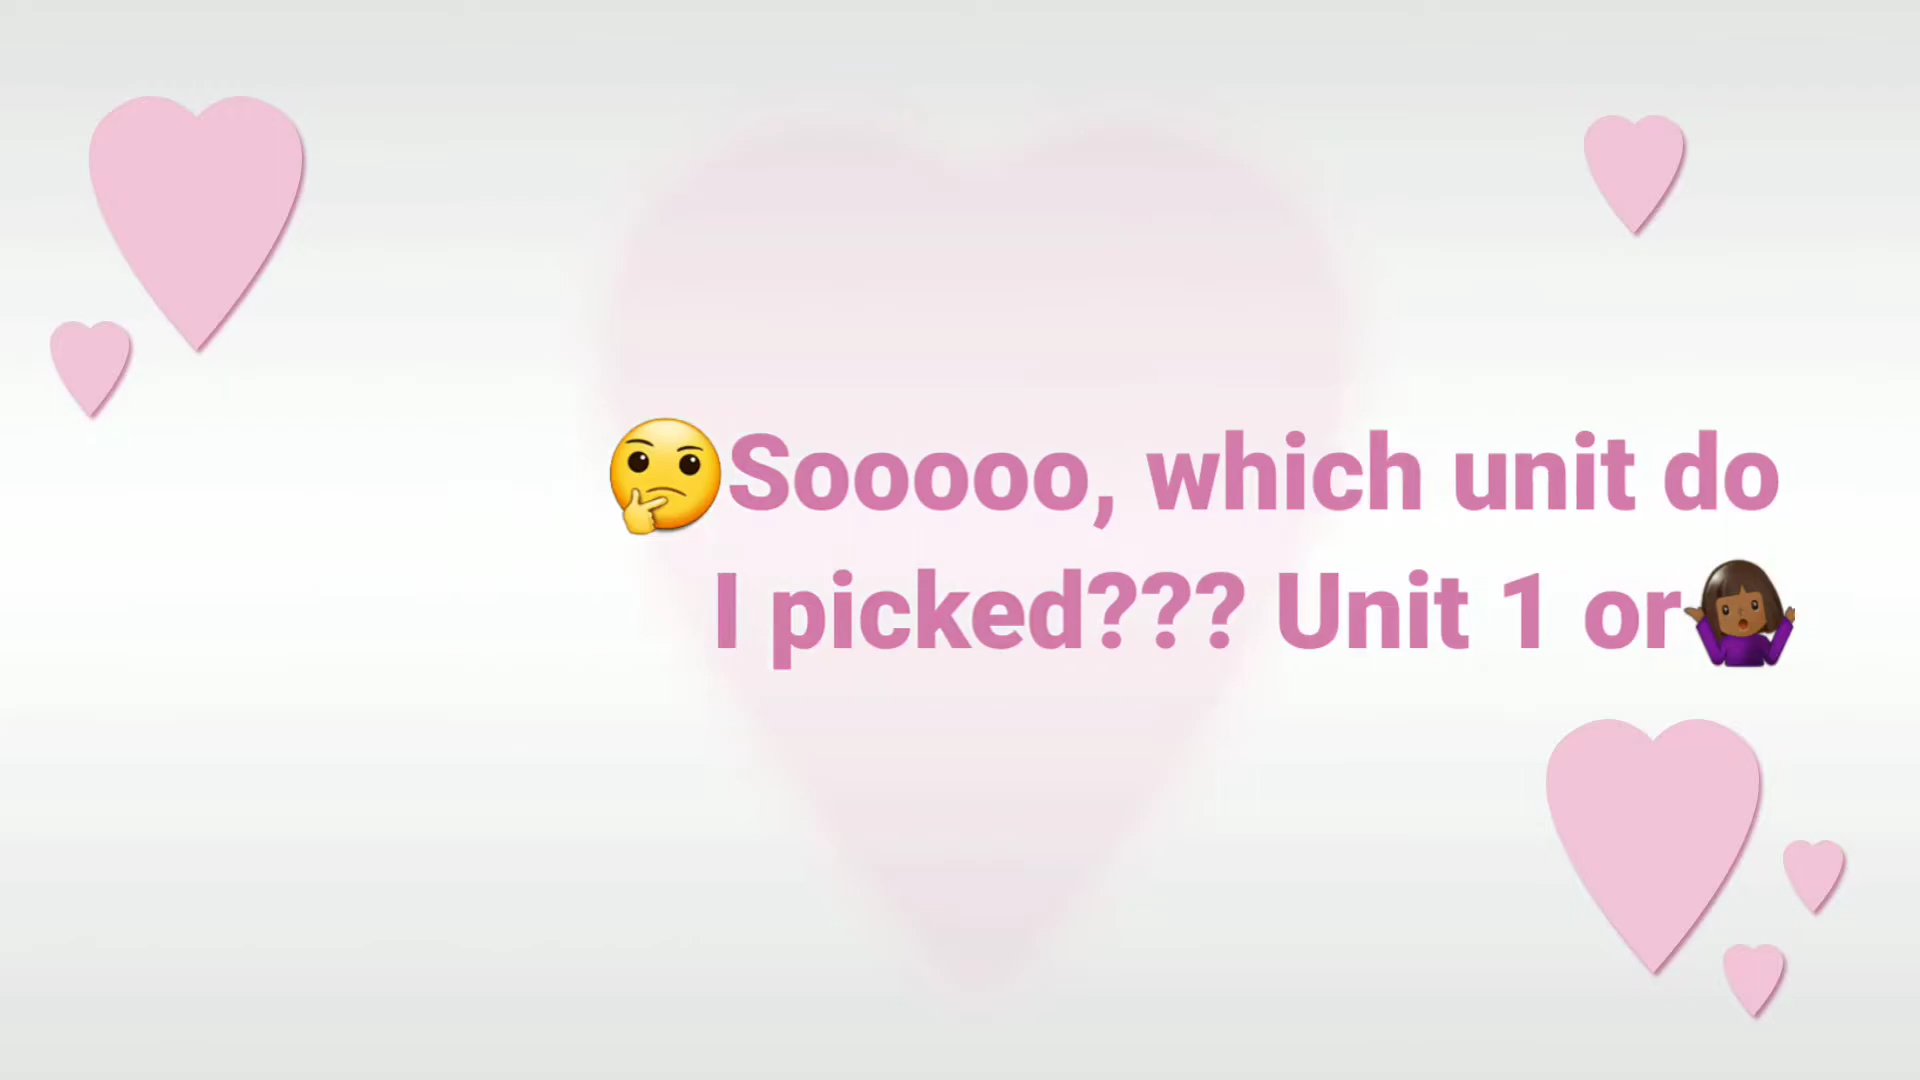 🤔Sooooo, which unit do
I picked??? Unit 1 or🤷🏾‍♀️